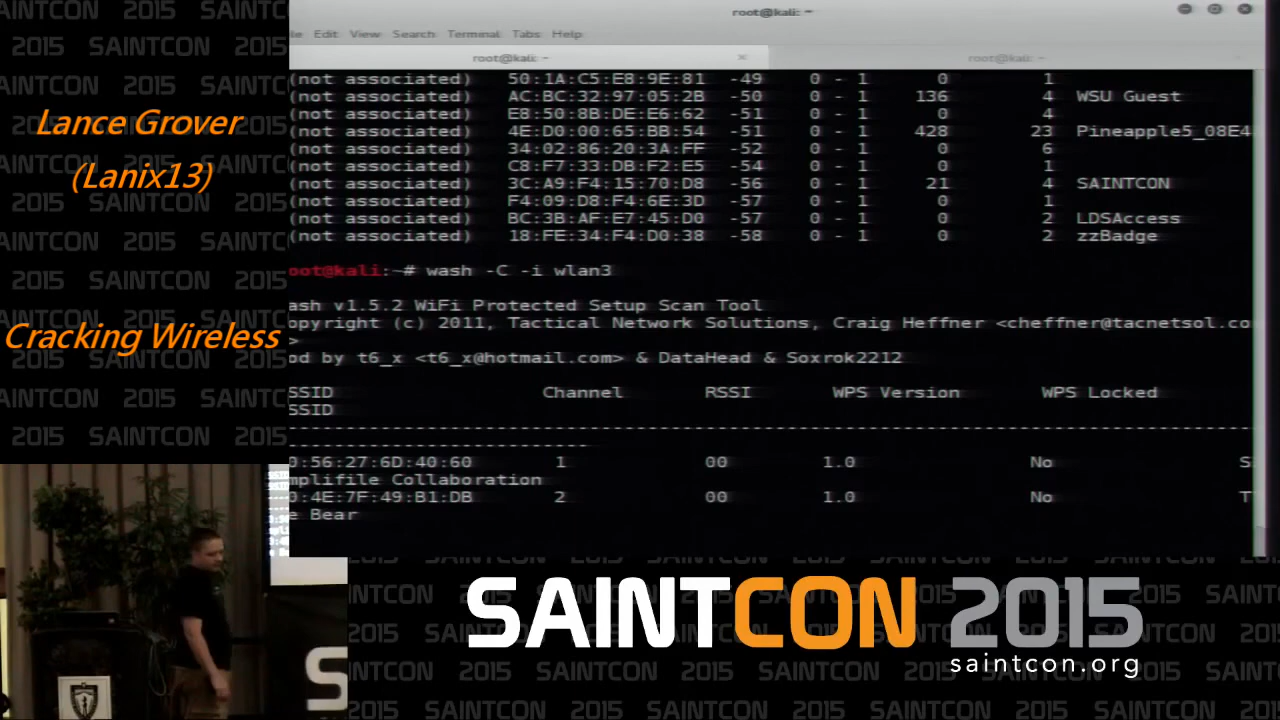 Lance Grover
(Lanix13)
Cracking Wireless
root@kali: ~
Edit View Search Terminal Tabs Help
root@kali: ~
root@kali: ~
(not associated) 50:1A:C5:E8:9E:81 -49 0 - 1 0 1
(not associated) AC:BC:32:97:05:2B -50 0 - 1 136 4 WSU Guest
(not associated) E8:50:8B:DE:E6:62 -51 0 - 1 0 4
(not associated) 4E:D0:00:65:BB:54 -51 0 - 1 428 23 Pineapple5_08E4
(not associated) 34:02:86:20:3A:FF -52 0 - 1 0 6
(not associated) C8:F7:33:DB:F2:E5 -54 0 - 1 0 1
(not associated) 3C:A9:F4:15:70:D8 -56 0 - 1 21 4 SAINTCON
(not associated) F4:09:D8:F4:6E:3D -57 0 - 1 0 1
(not associated) BC:3B:AF:E7:45:D0 -57 0 - 1 0 2 LDSAccess
(not associated) 18:FE:34:F4:D0:38 -58 0 - 1 0 2 zzBadge
oot@kali:~# wash -C -i wlan3
ash v1.5.2 WiFi Protected Setup Scan Tool
opyright (c) 2011, Tactical Network Solutions, Craig Heffner <cheffner@tacnetsol.co
>
od by t6_x <t6_x@hotmail.com> & DataHead & Soxrok2212
SSID Channel RSSI WPS Version WPS Locked
SSID
---------------------------------------------------------------------------------
-------------------------
0:56:27:6D:40:60 1 00 1.0 No S
mplifile Collaboration
0:4E:7F:49:B1:DB 2 00 1.0 No T
e Bear
SAINTCON 2015
saintcon.org